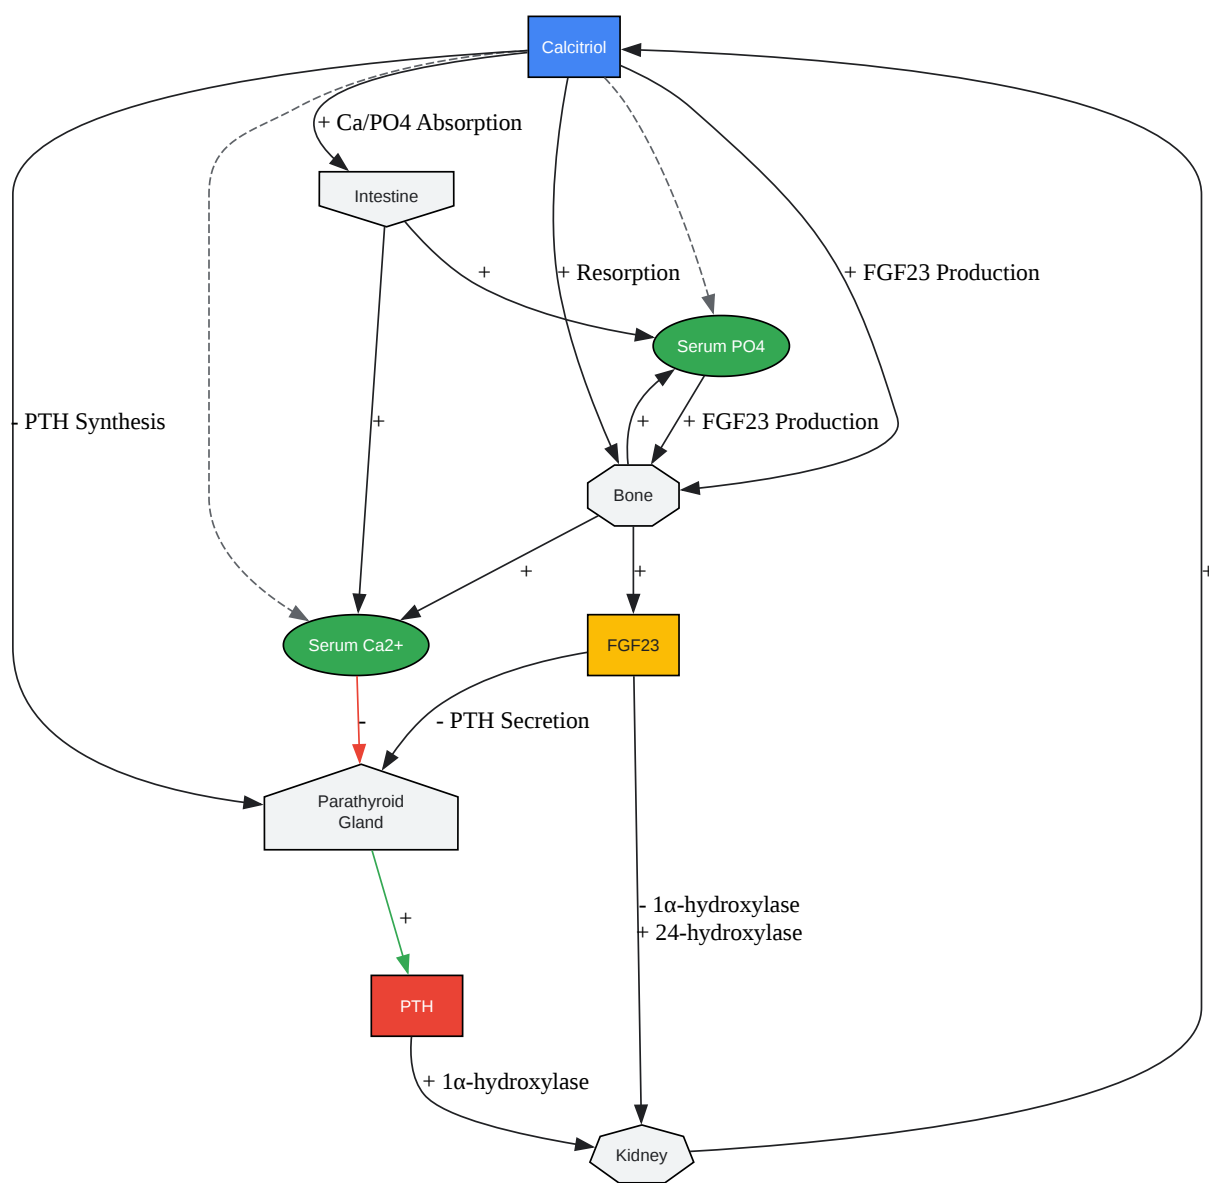 Calcitriol
+ Ca/PO4 Absorption
Intestine
+
+ Resorption
+ FGF23 Production
Serum PO4
- PTH Synthesis
+
+
+ FGF23 Production
Bone
+
+
+
Serum Ca2+
FGF23
-
- PTH Secretion
Parathyroid
Gland
- 1α-hydroxylase
+ 24-hydroxylase
+
PTH
+ 1α-hydroxylase
Kidney